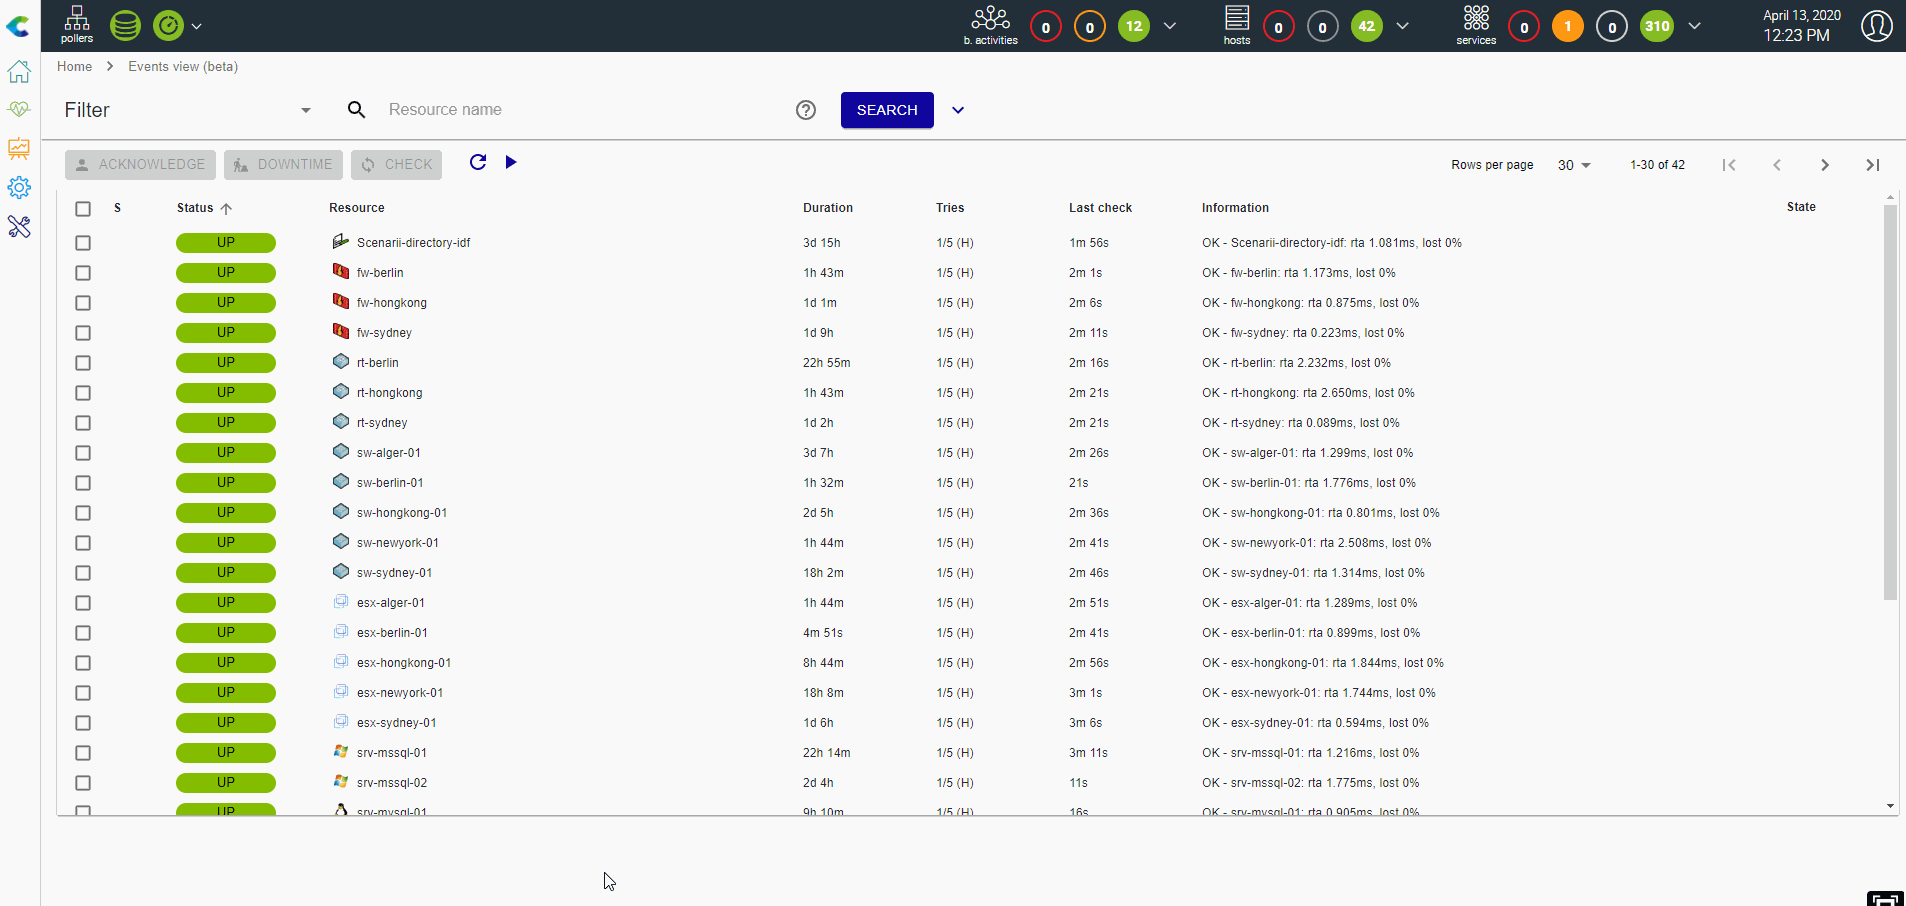 pollers
b. activities 0 0 12
hosts 0 0 42
services 0 1 0 310
April 13, 2020
12:23 PM
Home > Events view (beta)
Filter Resource name ? SEARCH
ACKNOWLEDGE DOWNTIME CHECK Rows per page 30 1-30 of 42
S Status Resource Duration Tries Last check Information State
UP Scenarii-directory-idf 3d 15h 1/5 (H) 1m 56s OK - Scenarii-directory-idf: rta 1.081ms, lost 0%
UP fw-berlin 1h 43m 1/5 (H) 2m 1s OK - fw-berlin: rta 1.173ms, lost 0%
UP fw-hongkong 1d 1m 1/5 (H) 2m 6s OK - fw-hongkong: rta 0.875ms, lost 0%
UP fw-sydney 1d 9h 1/5 (H) 2m 11s OK - fw-sydney: rta 0.223ms, lost 0%
UP rt-berlin 22h 55m 1/5 (H) 2m 16s OK - rt-berlin: rta 2.232ms, lost 0%
UP rt-hongkong 1h 43m 1/5 (H) 2m 21s OK - rt-hongkong: rta 2.650ms, lost 0%
UP rt-sydney 1d 2h 1/5 (H) 2m 21s OK - rt-sydney: rta 0.089ms, lost 0%
UP sw-alger-01 3d 7h 1/5 (H) 2m 26s OK - sw-alger-01: rta 1.299ms, lost 0%
UP sw-berlin-01 1h 32m 1/5 (H) 21s OK - sw-berlin-01: rta 1.776ms, lost 0%
UP sw-hongkong-01 2d 5h 1/5 (H) 2m 36s OK - sw-hongkong-01: rta 0.801ms, lost 0%
UP sw-newyork-01 1h 44m 1/5 (H) 2m 41s OK - sw-newyork-01: rta 2.508ms, lost 0%
UP sw-sydney-01 18h 2m 1/5 (H) 2m 46s OK - sw-sydney-01: rta 1.314ms, lost 0%
UP esx-alger-01 1h 44m 1/5 (H) 2m 51s OK - esx-alger-01: rta 1.289ms, lost 0%
UP esx-berlin-01 4m 51s 1/5 (H) 2m 41s OK - esx-berlin-01: rta 0.899ms, lost 0%
UP esx-hongkong-01 8h 44m 1/5 (H) 2m 56s OK - esx-hongkong-01: rta 1.844ms, lost 0%
UP esx-newyork-01 18h 8m 1/5 (H) 3m 1s OK - esx-newyork-01: rta 1.744ms, lost 0%
UP esx-sydney-01 1d 6h 1/5 (H) 3m 6s OK - esx-sydney-01: rta 0.594ms, lost 0%
UP srv-mssql-01 22h 14m 1/5 (H) 3m 11s OK - srv-mssql-01: rta 1.216ms, lost 0%
UP srv-mssql-02 2d 4h 1/5 (H) 11s OK - srv-mssql-02: rta 1.775ms, lost 0%
UP srv-mysql-01 9h 10m 1/5 (H) 16s OK - srv-mysql-01: rta 0.905ms, lost 0%